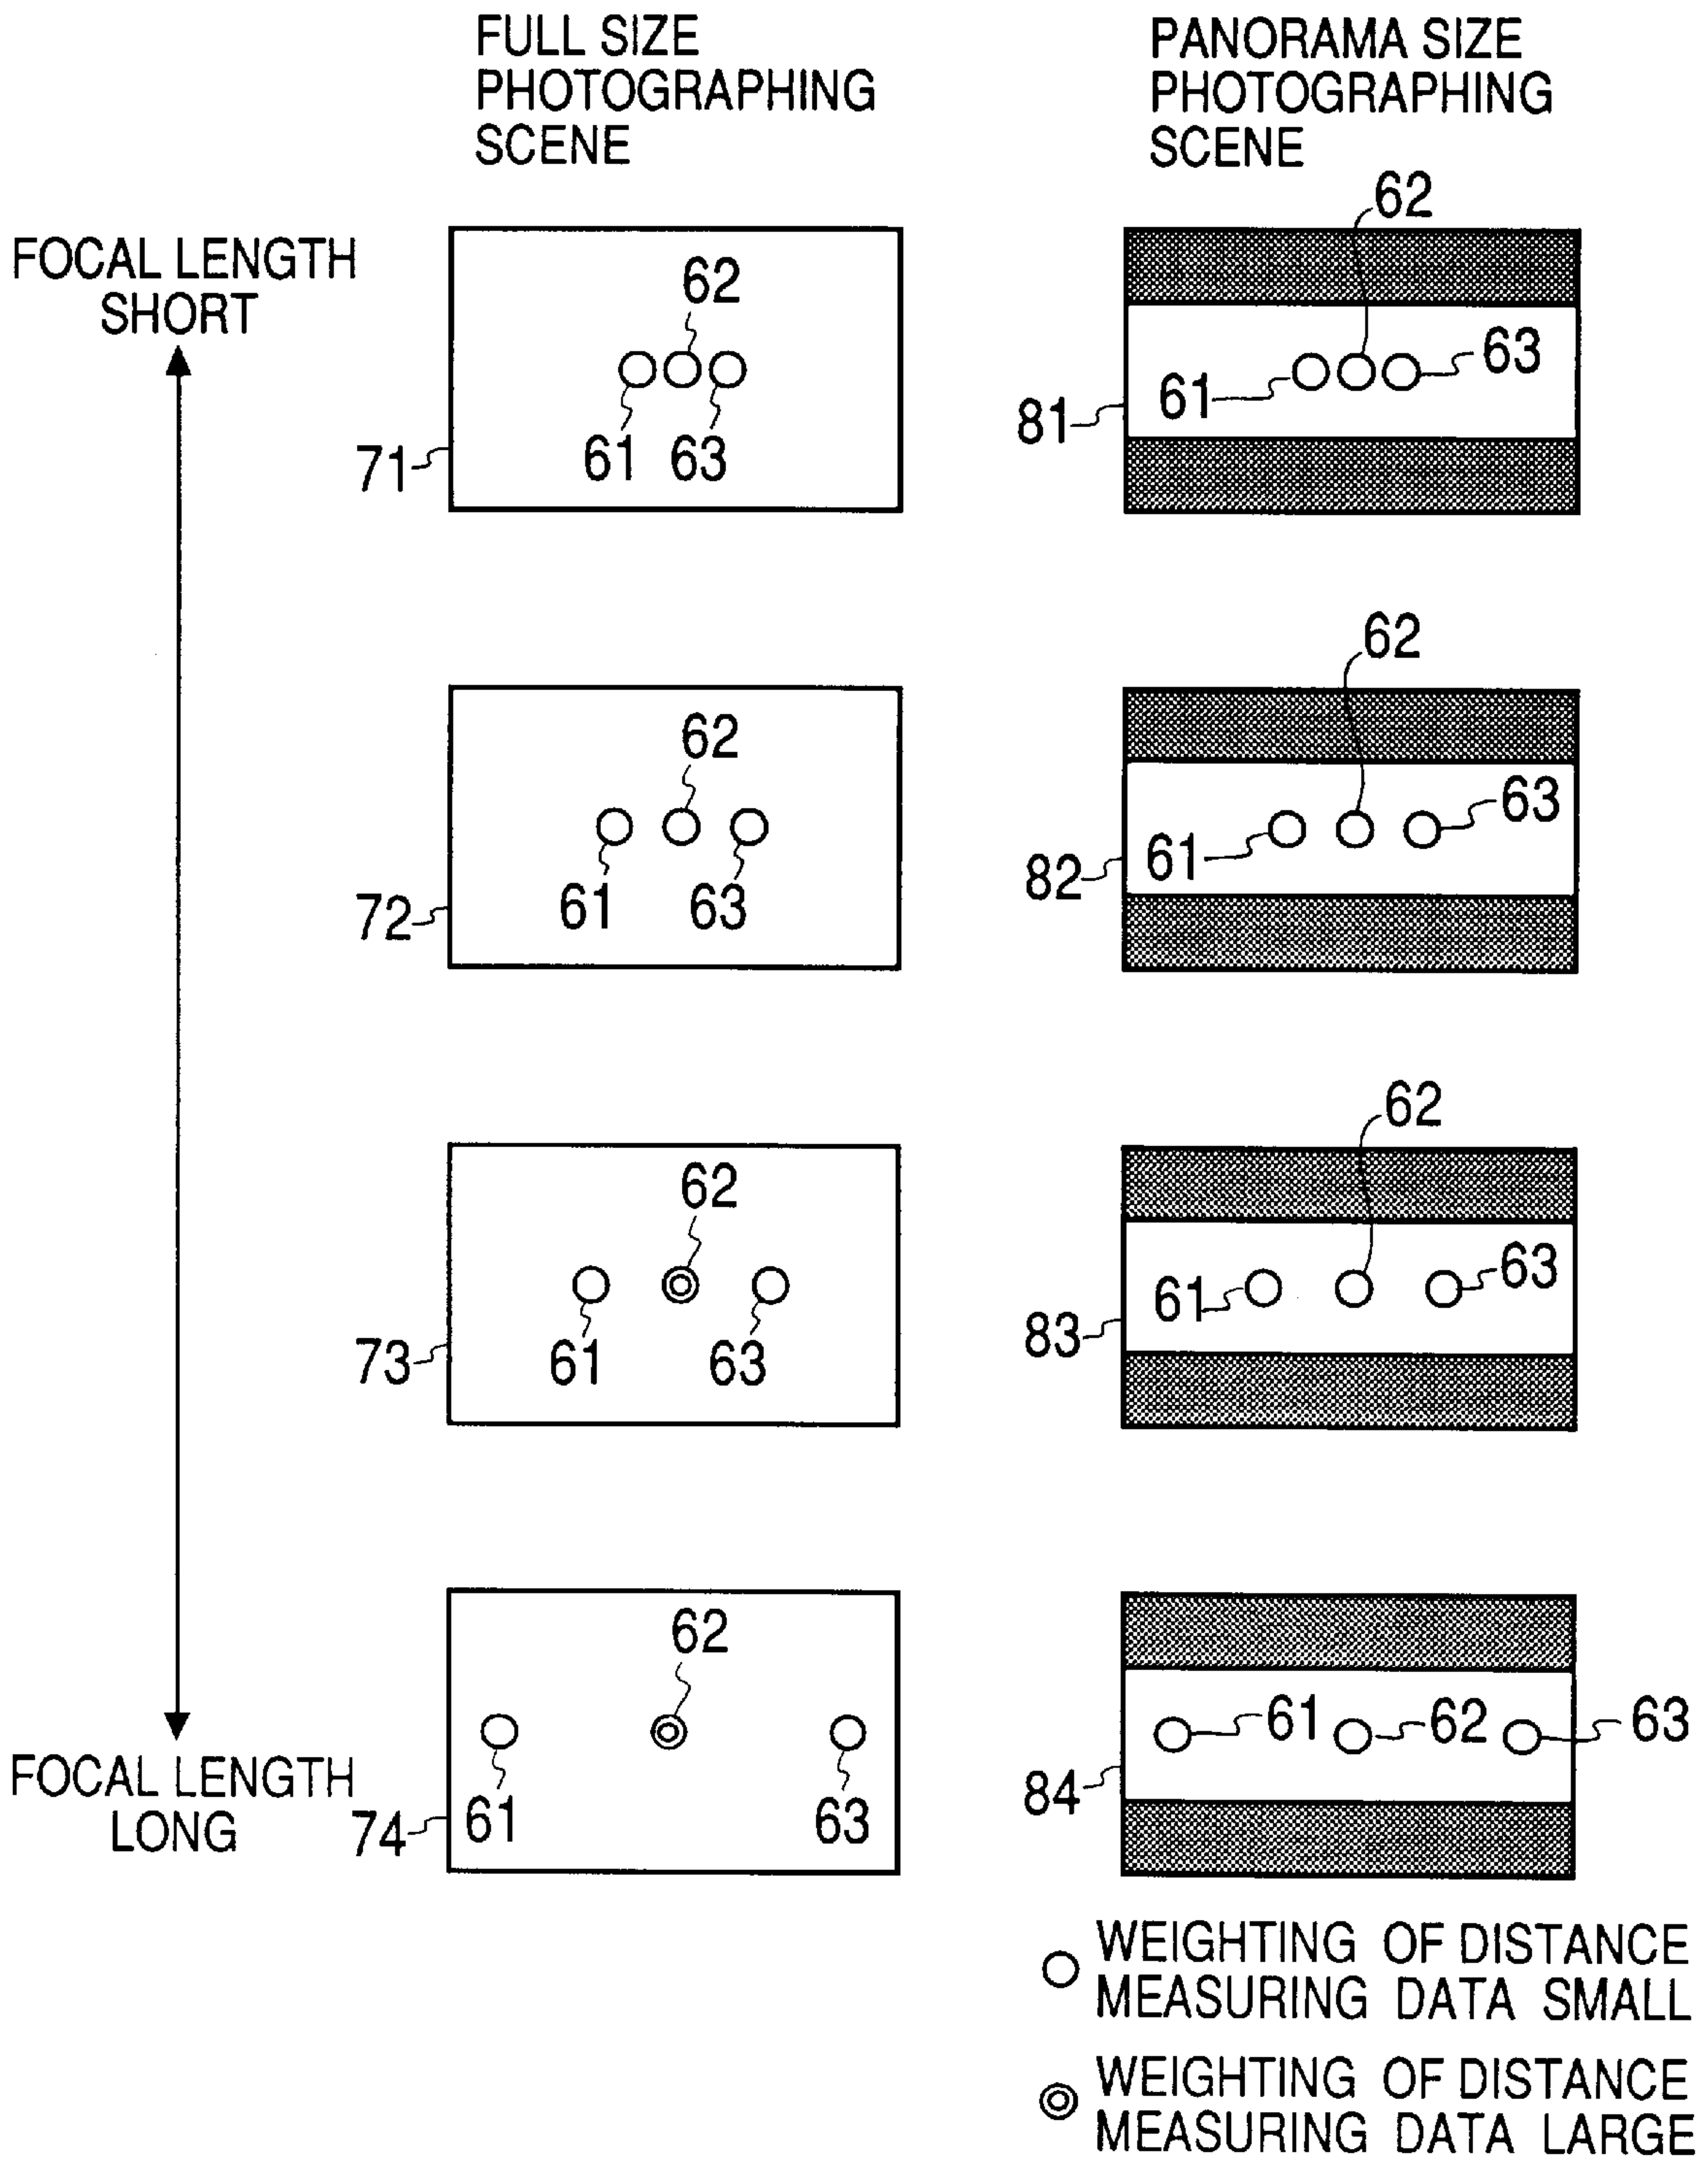 FULL SIZE
PHOTOGRAPHING
SCENE
PANORAMA SIZE
PHOTOGRAPHING
SCENE
FOCAL LENGTH
SHORT
62
61 63
71
62
63
61
81
62
61 63
72
62
63
61
82
62
61 63
73
62
63
61
83
62
61 63
74
61 62 63
84
FOCAL LENGTH
LONG
WEIGHTING OF DISTANCE
MEASURING DATA SMALL
WEIGHTING OF DISTANCE
MEASURING DATA LARGE